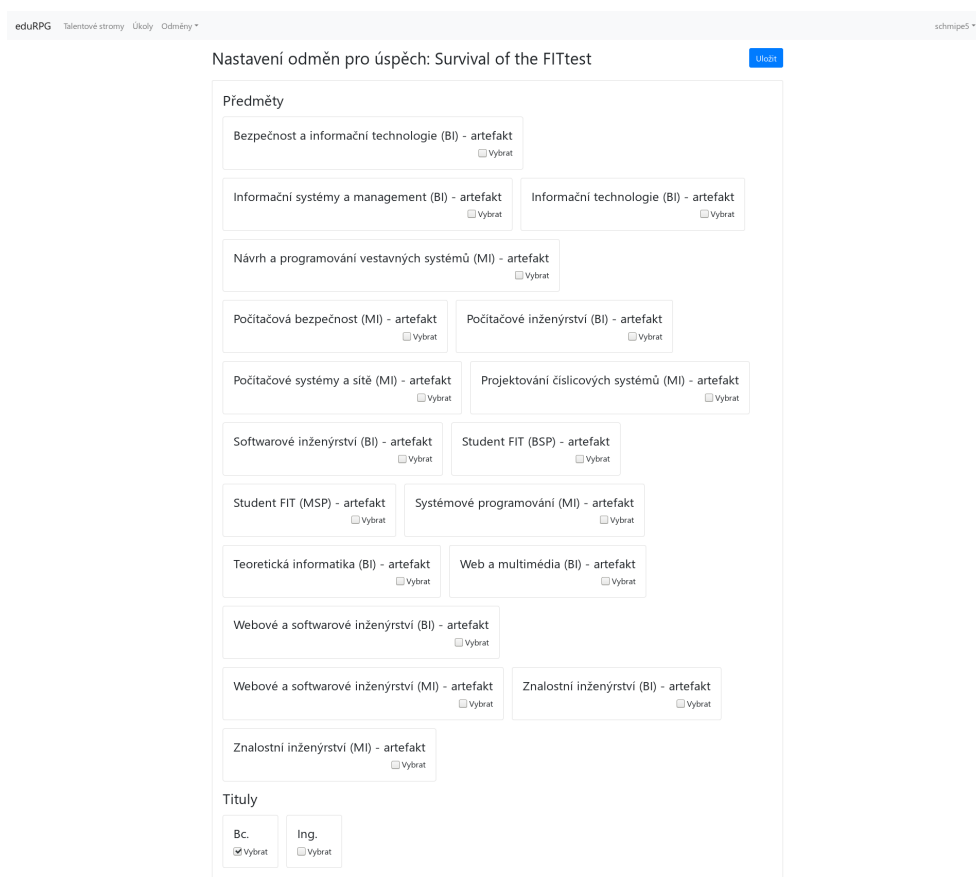 eduRPG Talentové stromy Úkoly Odměny schmipe5
Nastavení odměn pro úspěch: Survival of the FITtest Uložit
Předměty
Bezpečnost a informační technologie (BI) - artefakt
Vybrat
Informační systémy a management (BI) - artefakt Informační technologie (BI) - artefakt
Vybrat Vybrat
Návrh a programování vestavných systémů (MI) - artefakt
Vybrat
Počítačová bezpečnost (MI) - artefakt Počítačové inženýrství (BI) - artefakt
Vybrat Vybrat
Počítačové systémy a sítě (MI) - artefakt Projektování číslicových systémů (MI) - artefakt
Vybrat Vybrat
Softwarové inženýrství (BI) - artefakt Student FIT (BSP) - artefakt
Vybrat Vybrat
Student FIT (MSP) - artefakt Systémové programování (MI) - artefakt
Vybrat Vybrat
Teoretická informatika (BI) - artefakt Web a multimédia (BI) - artefakt
Vybrat Vybrat
Webové a softwarové inženýrství (BI) - artefakt
Vybrat
Webové a softwarové inženýrství (MI) - artefakt Znalostní inženýrství (BI) - artefakt
Vybrat Vybrat
Znalostní inženýrství (MI) - artefakt
Vybrat
Tituly
Bc. Ing.
Vybrat Vybrat